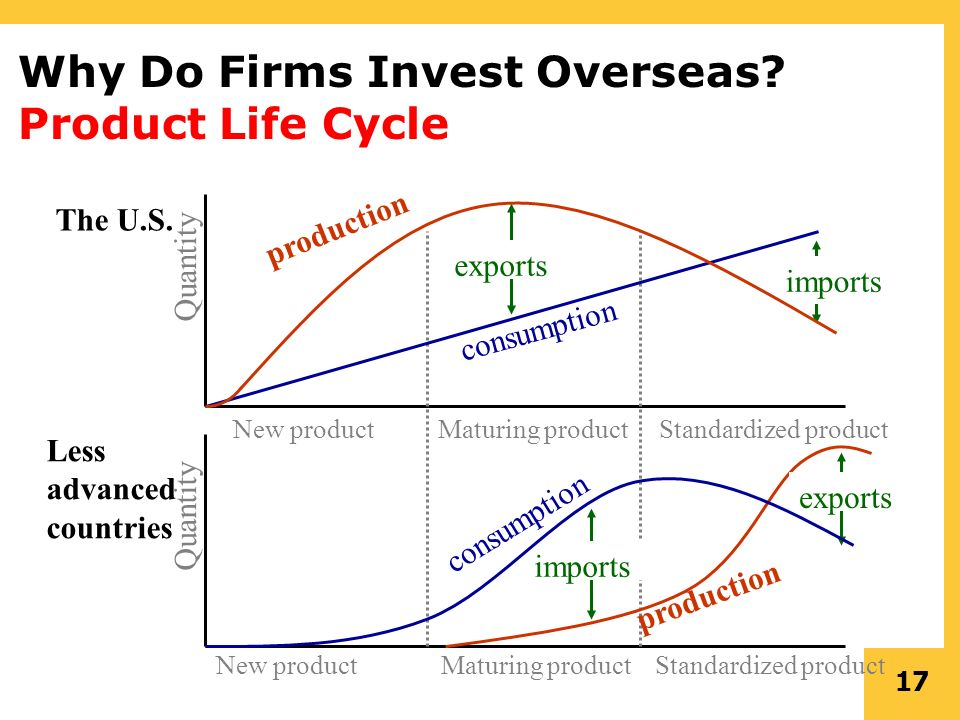 Why Do Firms Invest Overseas?
Product Life Cycle
The U.S.
Quantity
production
exports
imports
consumption
New product Maturing product Standardized product
Less
advanced
countries
Quantity
consumption
exports
imports
production
New product Maturing product Standardized product
17